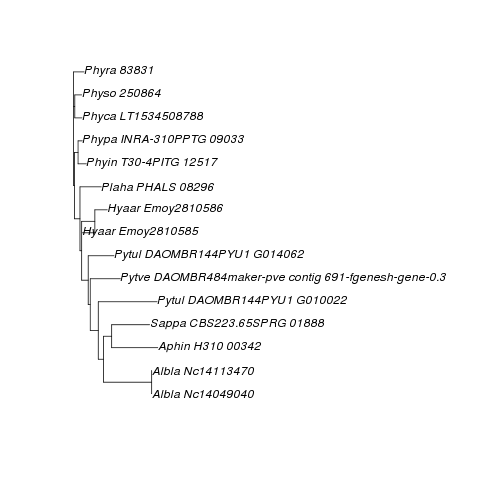 Phyra 83831
Physo 250864
Phyca LT1534508788
Phypa INRA-310PPTG 09033
Phyin T30-4PITG 12517
Plaha PHALS 08296
Hyaar Emoy2810586
Hyaar Emoy2810585
Pytul DAOMBR144PYU1 G014062
Pytve DAOMBR484maker-pve contig 691-fgenesh-gene-0.3
Pytul DAOMBR144PYU1 G010022
Sappa CBS223.65SPRG 01888
Aphin H310 00342
Albla Nc14113470
Albla Nc14049040